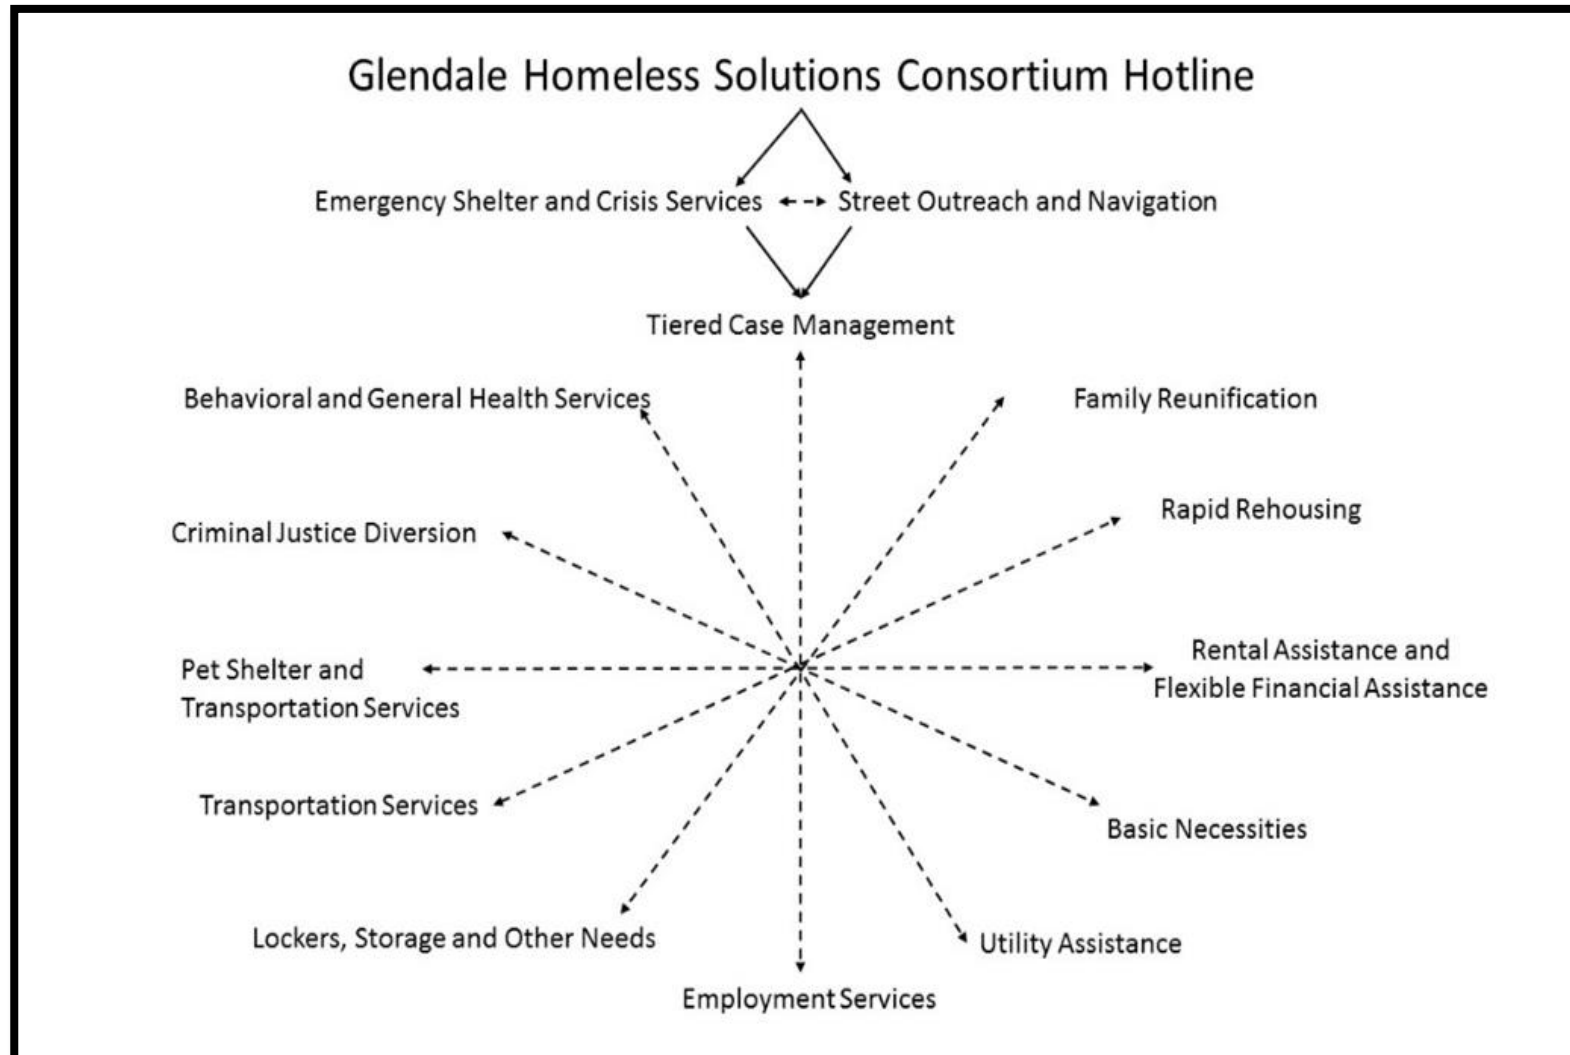 Glendale Homeless Solutions Consortium Hotline
Emergency Shelter and Crisis Services
Street Outreach and Navigation
Tiered Case Management
Behavioral and General Health Services
Family Reunification
Rapid Rehousing
Criminal Justice Diversion
Rental Assistance and
Flexible Financial Assistance
Pet Shelter and
Transportation Services
Transportation Services
Basic Necessities
Lockers, Storage and Other Needs
Utility Assistance
Employment Services